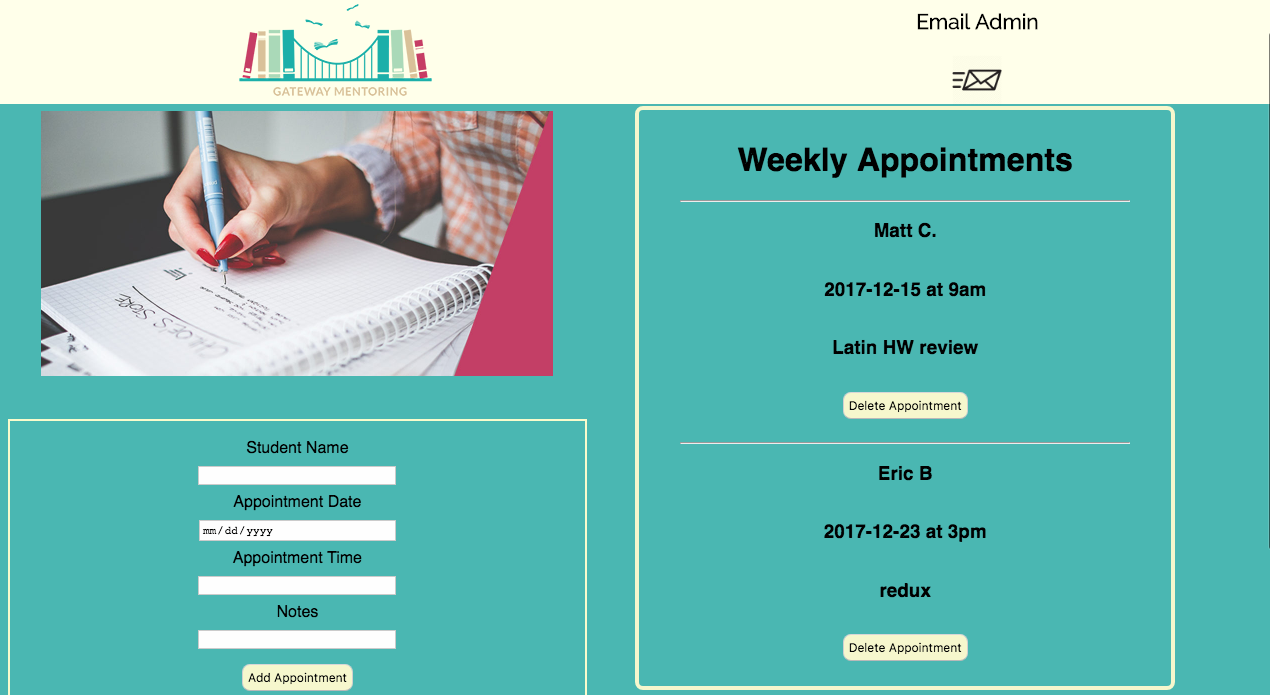 GATEWAY MENTORING
Email Admin
CHLOE'S STORE
Student Name
Appointment Date
mm/dd/yyyy
Appointment Time
Notes
Add Appointment
Weekly Appointments
Matt C.
2017-12-15 at 9am
Latin HW review
Delete Appointment
Eric B
2017-12-23 at 3pm
redux
Delete Appointment